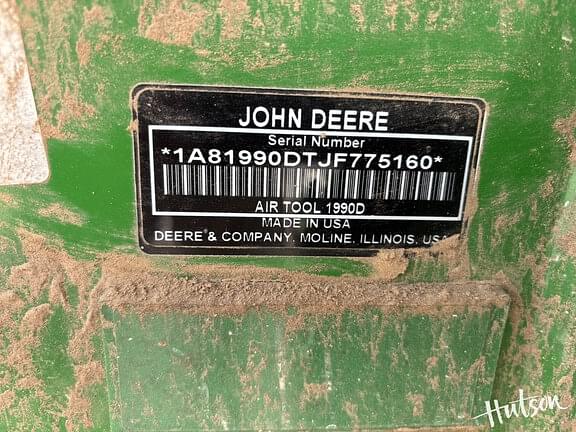 JOHN DEERE
Serial Number
*1A81990DTJF775160*
AIR TOOL 1990D
MADE IN USA
DEERE & COMPANY. MOLINE. ILLINOIS. USA
Hutson